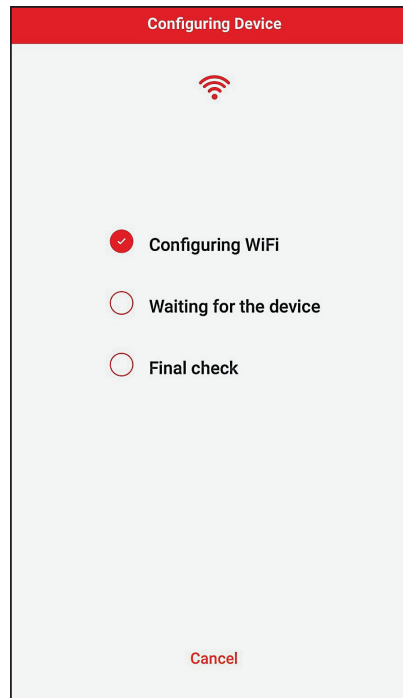 Configuring Device
Configuring WiFi
Waiting for the device
Final check
Cancel